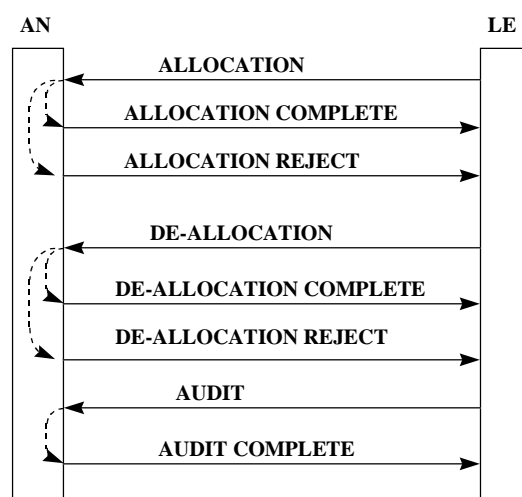 AN
LE
ALLOCATION
ALLOCATION COMPLETE
ALLOCATION REJECT
DE-ALLOCATION
DE-ALLOCATION COMPLETE
DE-ALLOCATION REJECT
AUDIT
AUDIT COMPLETE